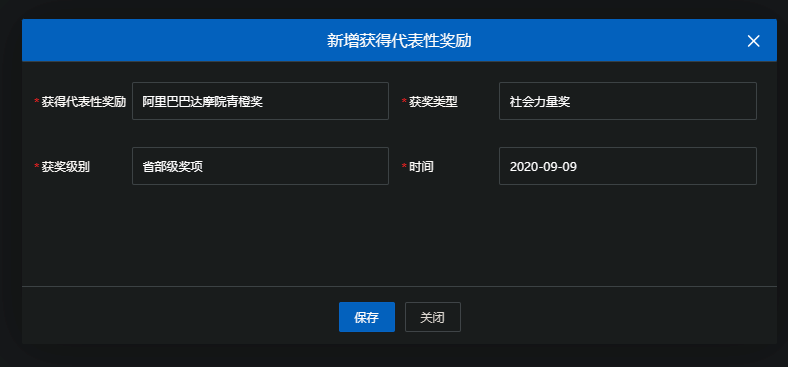 新增获得代表性奖励
*获得代表性奖励 阿里巴巴达摩院青橙奖 *获奖类型 社会力量奖
*获奖级别 省部级奖项 *时间 2020-09-09
保存 关闭